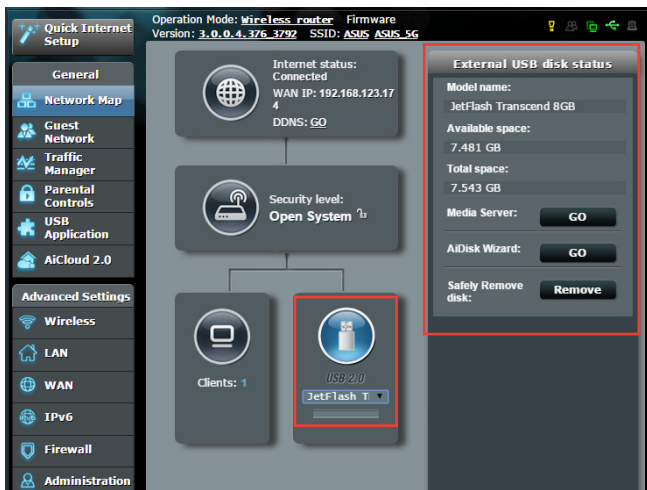 Quick Internet
Setup
Operation Mode: Wireless router Firmware
Version: 3.0.0.4.376_3792 SSID: ASUS ASUS_5G
General
Network Map
Guest
Network
Traffic
Manager
Parental
Controls
USB
Application
AiCloud 2.0
Advanced Settings
Wireless
LAN
WAN
IPv6
Firewall
Administration
Internet status:
Connected
WAN IP: 192.168.123.17
4
DDNS: GO
Security level:
Open System
Clients: 1
USB 2.0
JetFlash T
External USB disk status
Model name:
JetFlash Transcend 8GB
Available space:
7.481 GB
Total space:
7.543 GB
Media Server: GO
AiDisk Wizard: GO
Safely Remove
disk: Remove